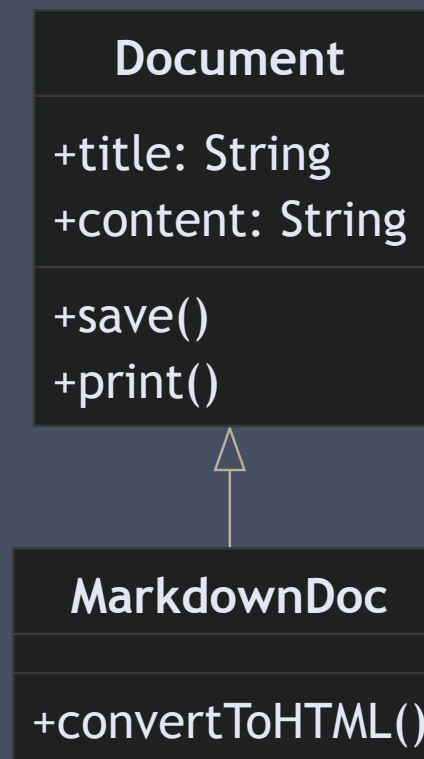 Document
+title: String
+content: String
+save()
+print()
MarkdownDoc
+convertToHTML()